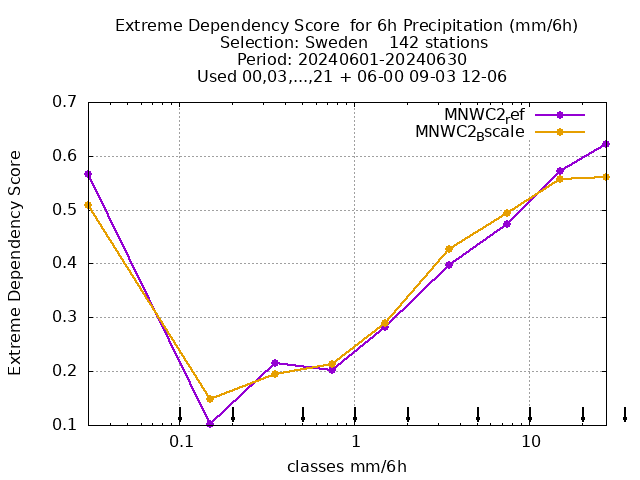 Extreme Dependency Score  for 6h Precipitation (mm/6h)
Selection: Sweden    142 stations
Period: 20240601-20240630
Used 00,03,...,21 + 06-00 09-03 12-06
MNWC2ref
MNWC2Bscale
0.7
0.6
0.5
0.4
0.3
0.2
0.1
Extreme Dependency Score
0.1
1
10
classes mm/6h